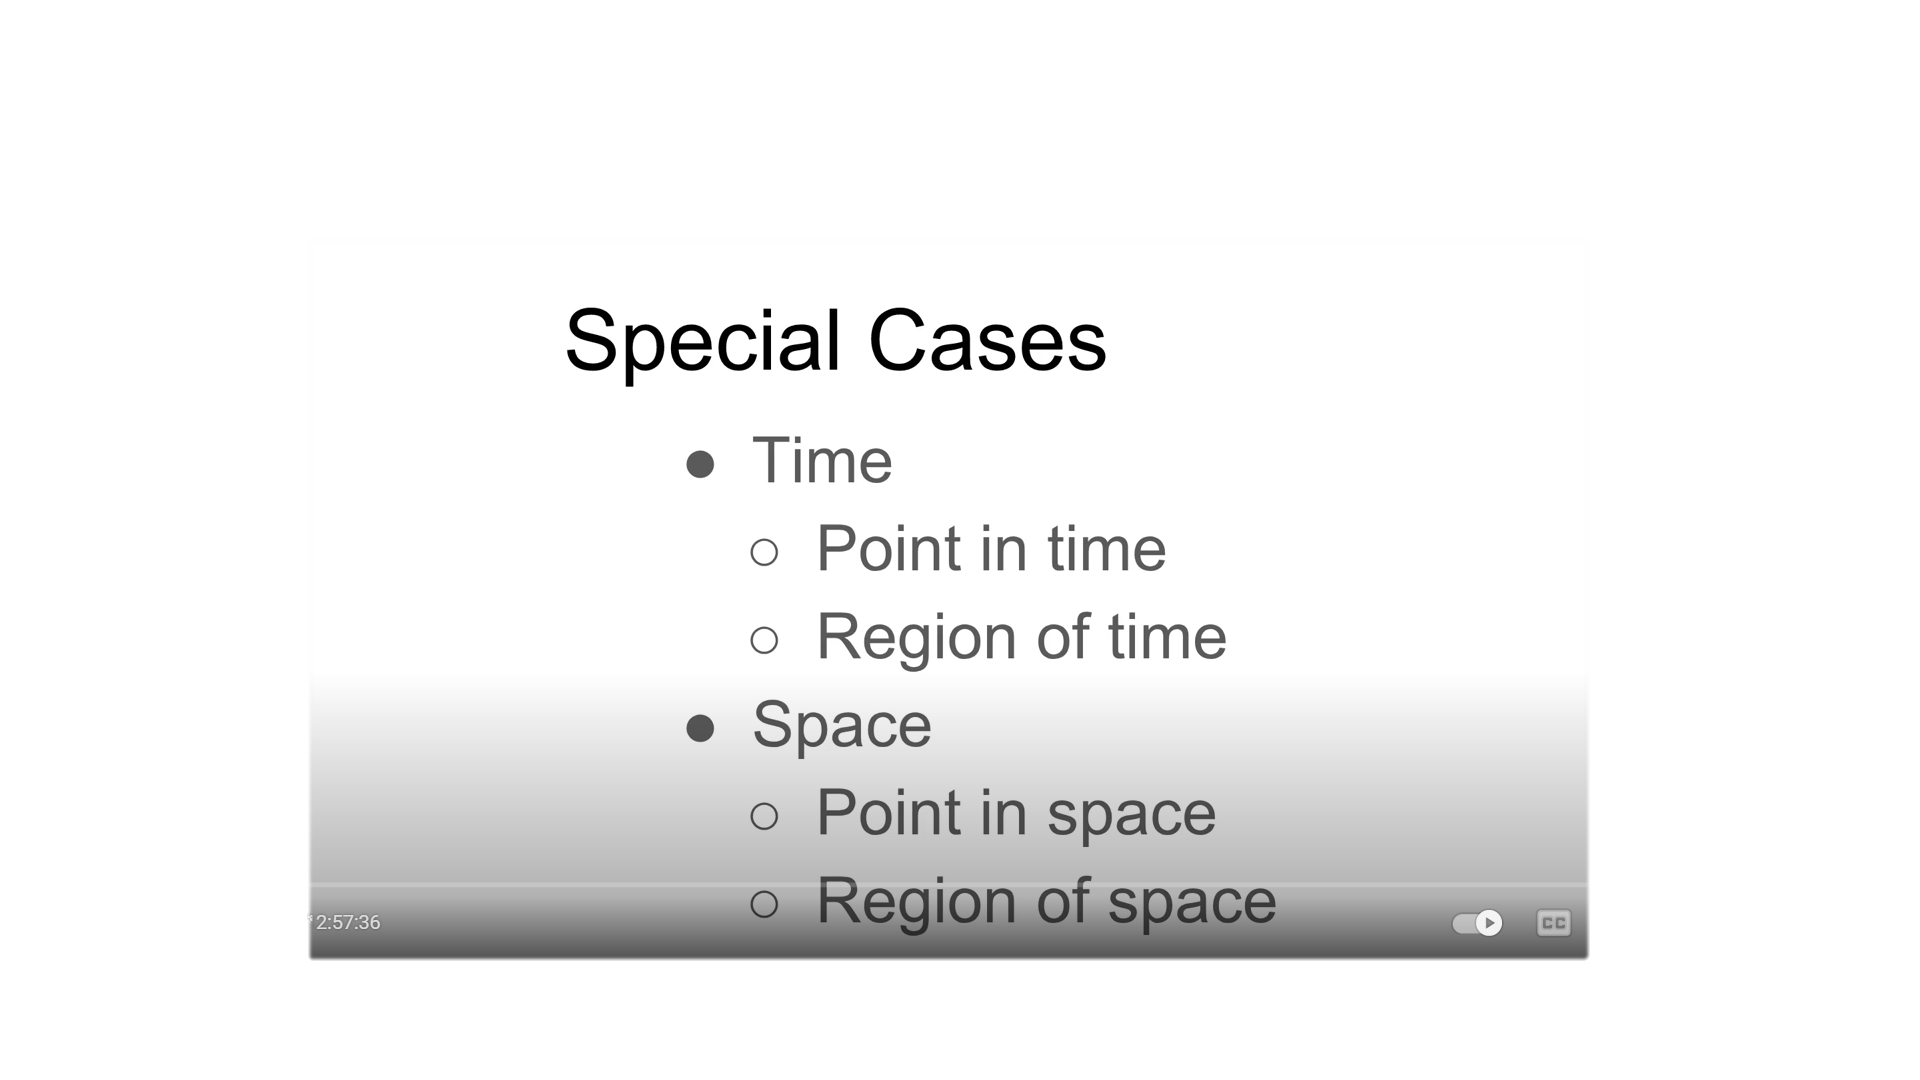 Special Cases
● Time
○ Point in time
○ Region of time
● Space
○ Point in space
○ Region of space
2:57:36
CC